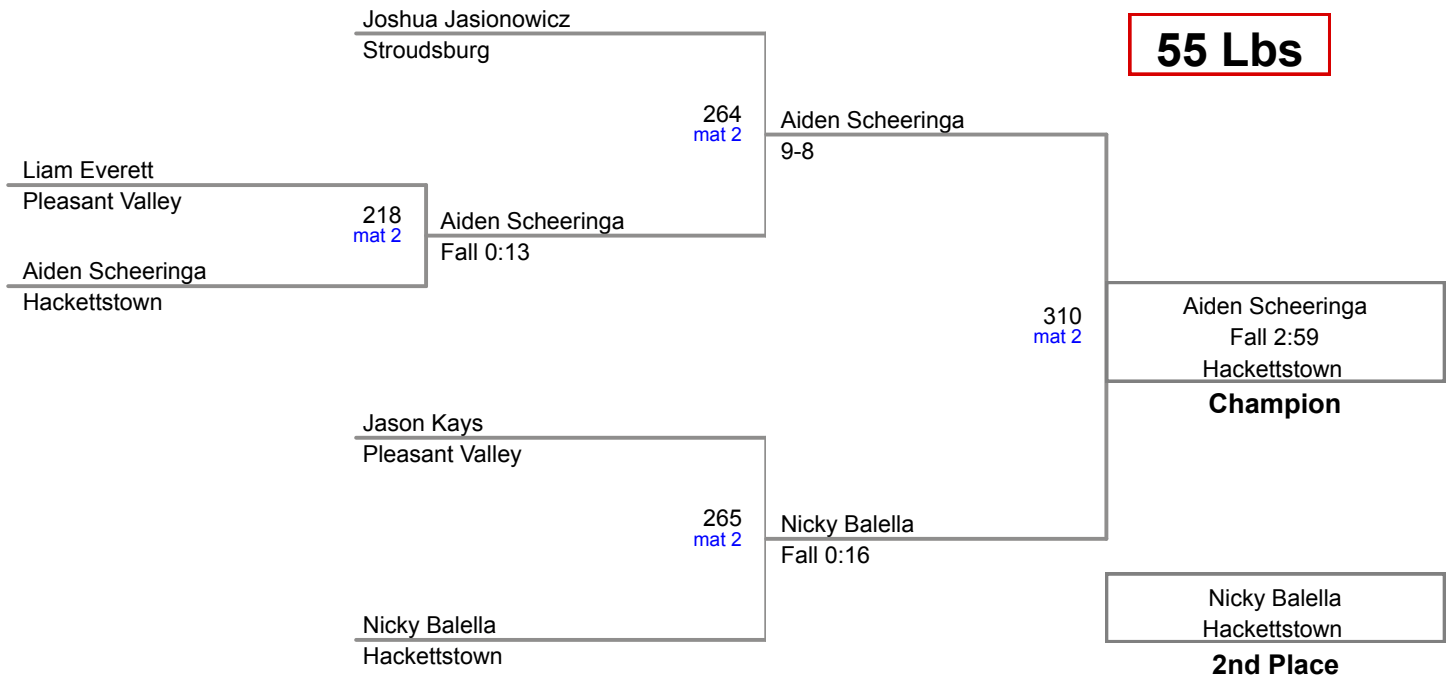 Joshua Jasionowicz
Stroudsburg
55 Lbs
264
mat 2
Aiden Scheeringa
9-8
Liam Everett
Pleasant Valley
218
mat 2
Aiden Scheeringa
Fall 0:13
Aiden Scheeringa
Hackettstown
310
mat 2
Aiden Scheeringa
Fall 2:59
Hackettstown
Champion
Jason Kays
Pleasant Valley
265
mat 2
Nicky Balella
Fall 0:16
Nicky Balella
Hackettstown
Nicky Balella
Hackettstown
2nd Place